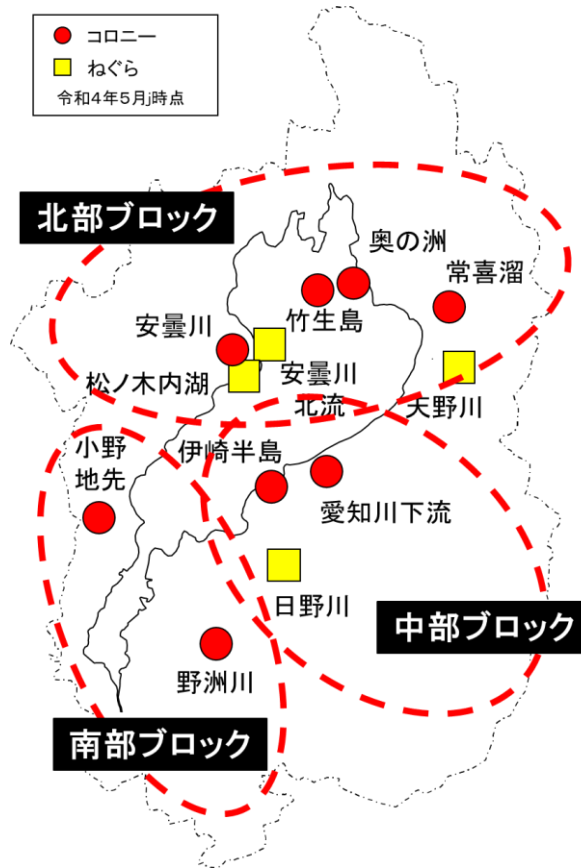 コロニー
ねぐら
令和4年5月j時点
北部ブロック
奥の洲
常喜溜
竹生島
安曇川
安曇川
北流
松ノ木内湖
天野川
小野
地先
伊崎半島
愛知川下流
日野川
中部ブロック
野洲川
南部ブロック